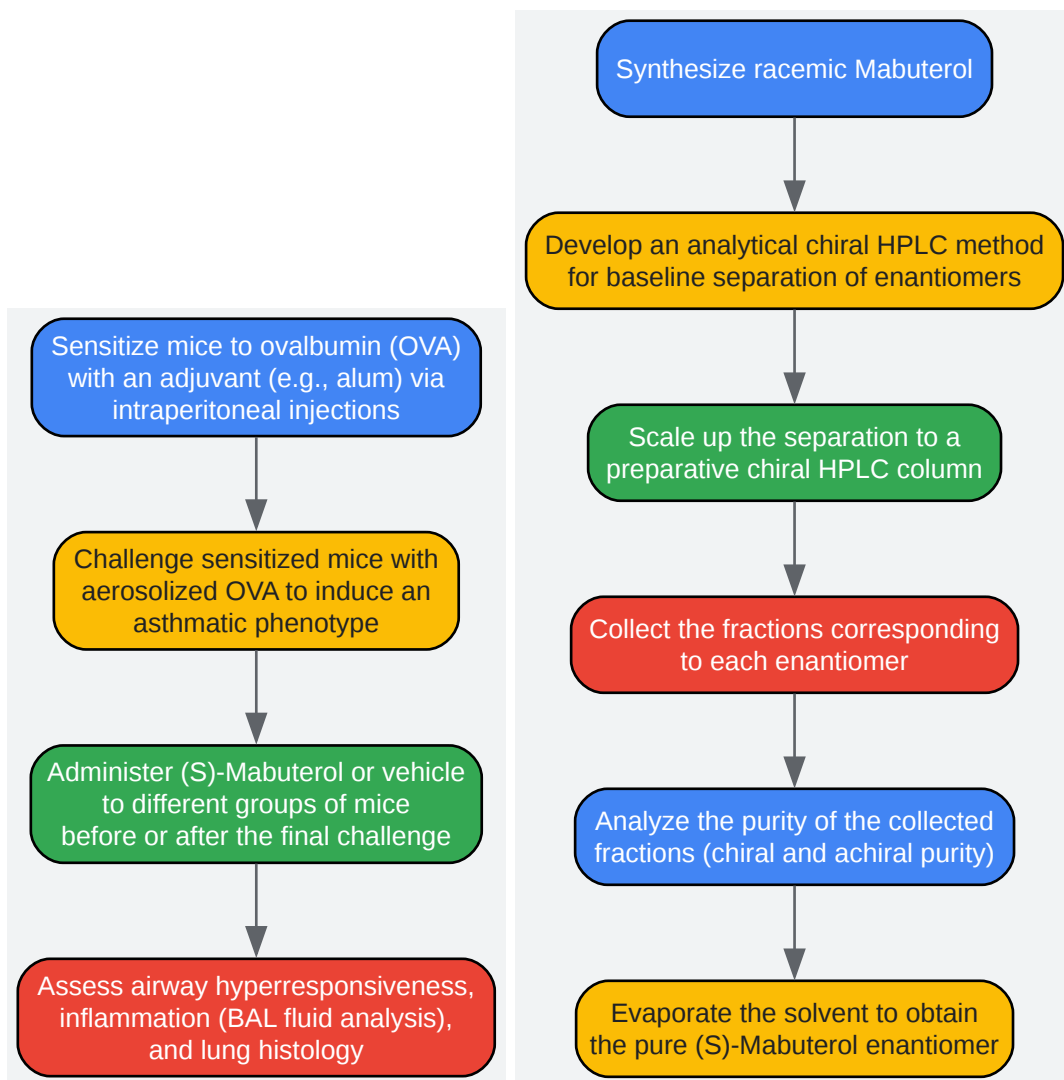 Sensitize mice to ovalbumin (OVA)
with an adjuvant (e.g., alum) via
intraperitoneal injections
Challenge sensitized mice with
aerosolized OVA to induce an
asthmatic phenotype
Administer (S)-Mabuterol or vehicle
to different groups of mice
before or after the final challenge
Assess airway hyperresponsiveness,
inflammation (BAL fluid analysis),
and lung histology
Synthesize racemic Mabuterol
Develop an analytical chiral HPLC method
for baseline separation of enantiomers
Scale up the separation to a
preparative chiral HPLC column
Collect the fractions corresponding
to each enantiomer
Analyze the purity of the collected
fractions (chiral and achiral purity)
Evaporate the solvent to obtain
the pure (S)-Mabuterol enantiomer